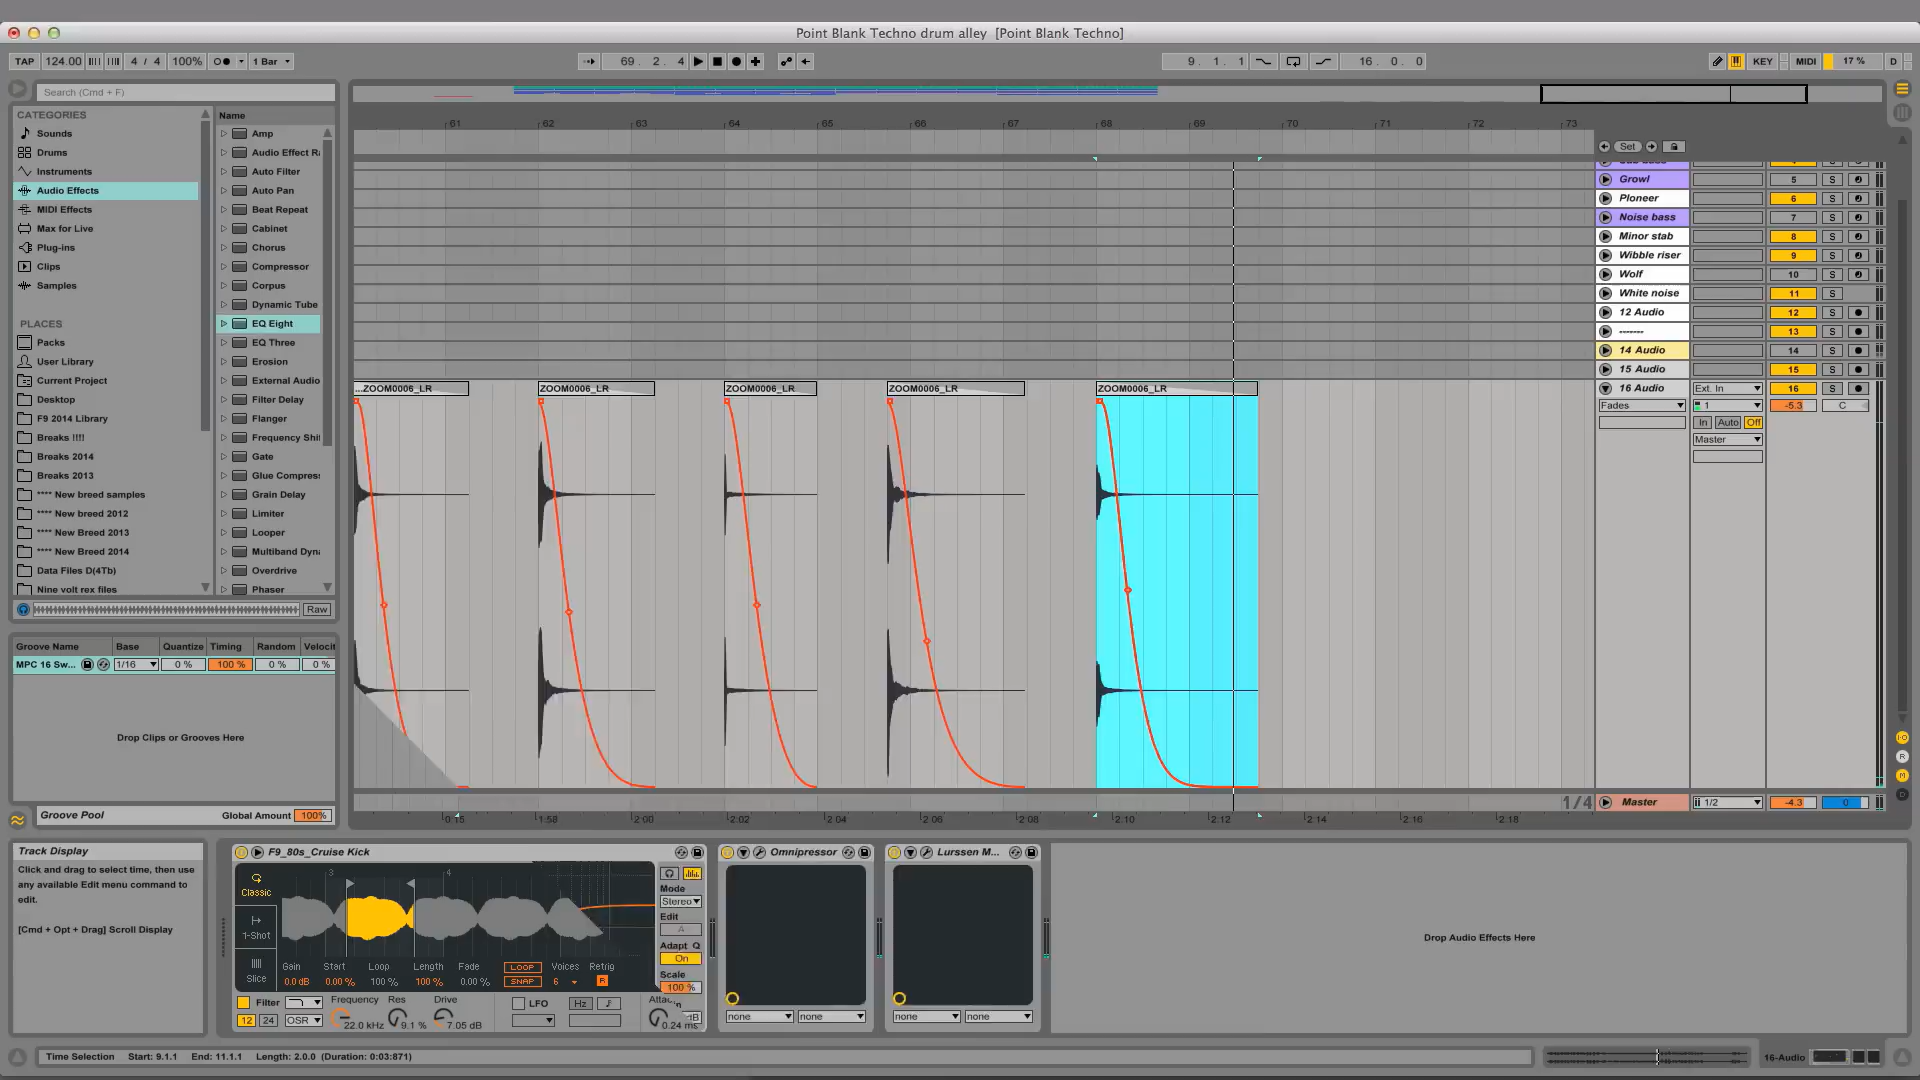 Point Blank Techno drum alley [Point Blank Techno]
TAP 124.00 4 / 4 100% 1 Bar 69. 2. 4 9. 1. 1 16. 0. 0 KEY MIDI 17 % D
Search (Cmd + F)
CATEGORIES
Sounds
Drums
Instruments
Audio Effects
MIDI Effects
Max for Live
Plug-ins
Clips
Samples
PLACES
Packs
User Library
Current Project
Desktop
F9 2014 Library
Breaks !!!!
Breaks 2014
Breaks 2013
**** New breed samples
**** New breed 2012
**** New Breed 2013
**** New Breed 2014
Data Files D(4Tb)
Nine volt rex files
Raw
Name
Amp
Audio Effect Ra
Auto Filter
Auto Pan
Beat Repeat
Cabinet
Chorus
Compressor
Corpus
Dynamic Tube
EQ Eight
EQ Three
Erosion
External Audio
Filter Delay
Flanger
Frequency Shi
Gate
Glue Compres
Grain Delay
Limiter
Looper
Multiband Dyna
Overdrive
Phaser
61 62 63 64 65 66 67 68 69 70 71 72 73
Set
Growl 5 S
Pioneer 6 S
Noise bass 7 S
Minor stab 8 S
Wibble riser 9 S
Wolf 10 S
White noise 11 S
12 Audio 12 S
------- 13 S
14 Audio 14 S
15 Audio 15 S
16 Audio Ext. In 16 S
Fades 1 -5.3 C
In Auto Off
Master
...ZOOM0006_LR ZOOM0006_LR ZOOM0006_LR ZOOM0006_LR ZOOM0006_LR
1/4 Master 1/2 -4.3 0
0:15 1:58 2:00 2:02 2:04 2:06 2:08 2:10 2:12 2:14 2:16 2:18
Groove Name Base Quantize Timing Random Velocit
MPC 16 Sw... 1/16 0 % 100 % 0 % 0 %
Drop Clips or Grooves Here
Groove Pool Global Amount 100%
Track Display
Click and drag to select time, then use
any available Edit menu command to
edit.
[Cmd + Opt + Drag] Scroll Display
F9_80s_Cruise Kick
Classic
1-Shot
Slice
3 4
Gain Start Loop Length Fade LOOP Voices Retrig
0.0 dB 0.00 % 100 % 100 % 0.00 % SNAP 6 R
Mode
Stereo
Edit
A
Adapt Q
On
Scale
100 %
Filter Frequency Res Drive LFO Hz
12 24 OSR 22.0 kHz 9.1 % 7.05 dB 0.24 ms
Omnipressor
none none
Lurssen M...
none none
Drop Audio Effects Here
Time Selection Start: 9.1.1 End: 11.1.1 Length: 2.0.0 (Duration: 0:03:871)
16-Audio